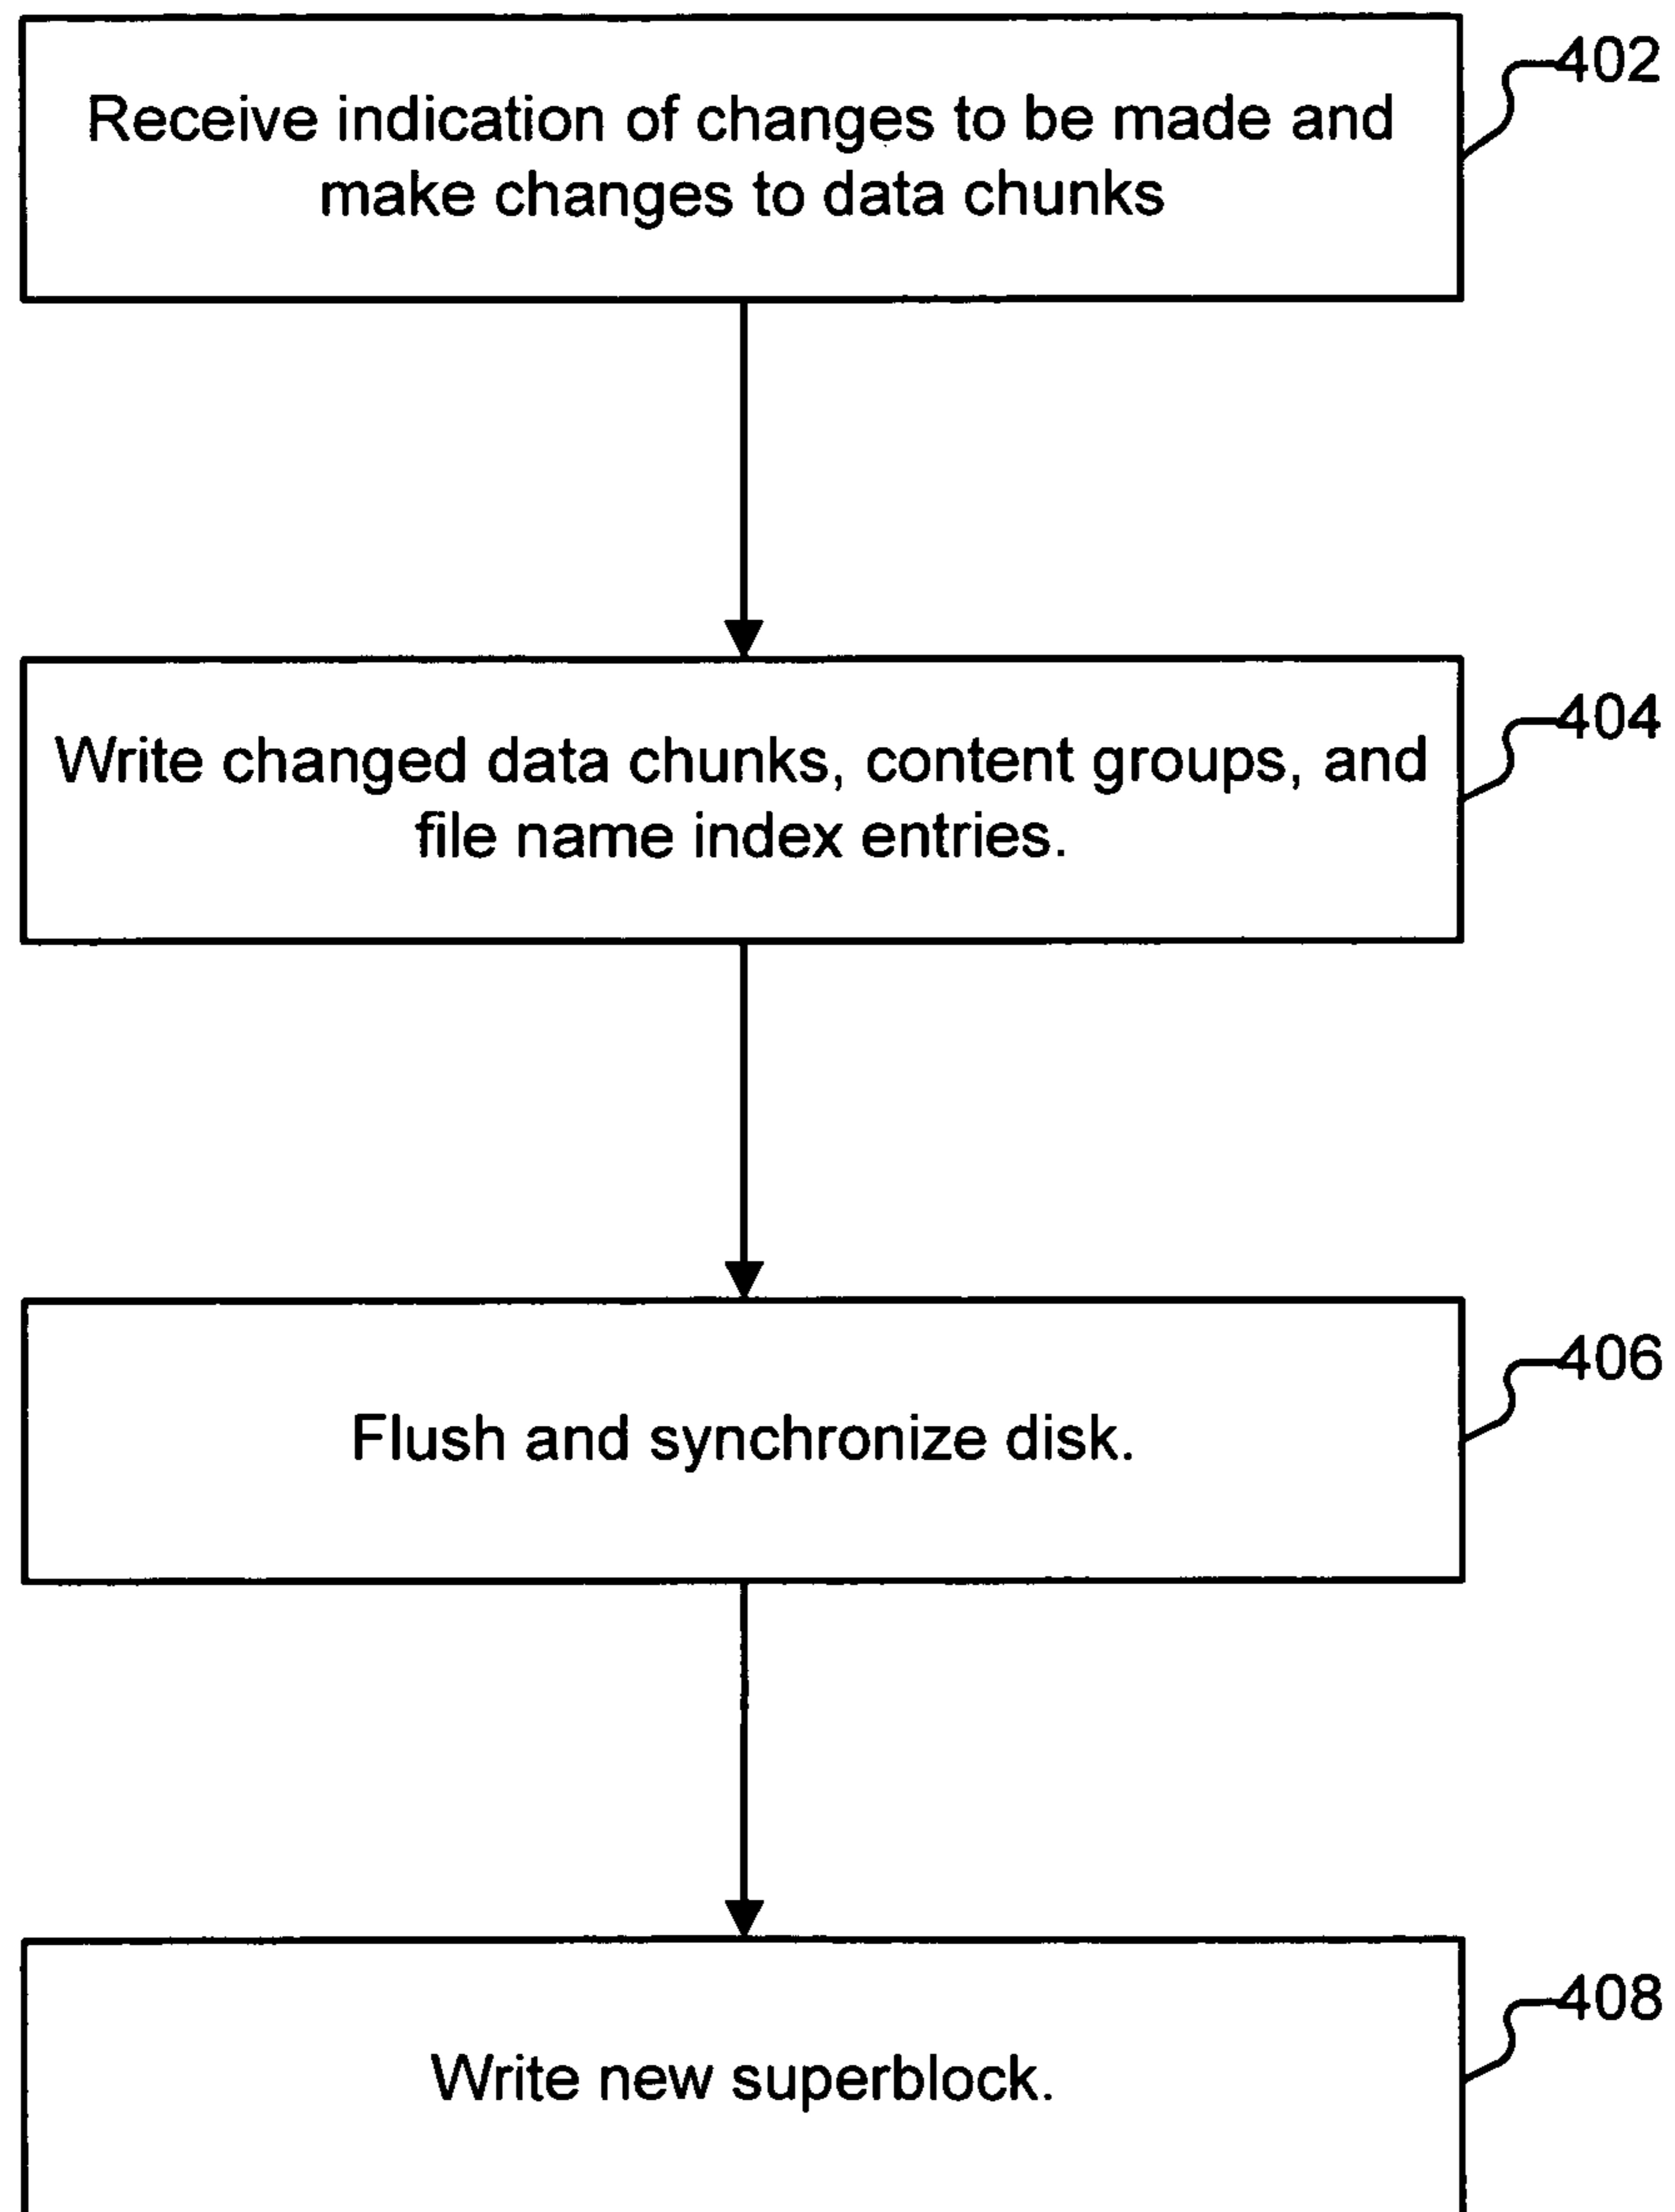 402
Receive indication of changes to be made and
make changes to data chunks
404
Write changed data chunks, content groups, and
file name index entries.
406
Flush and synchronize disk.
408
Write new superblock.